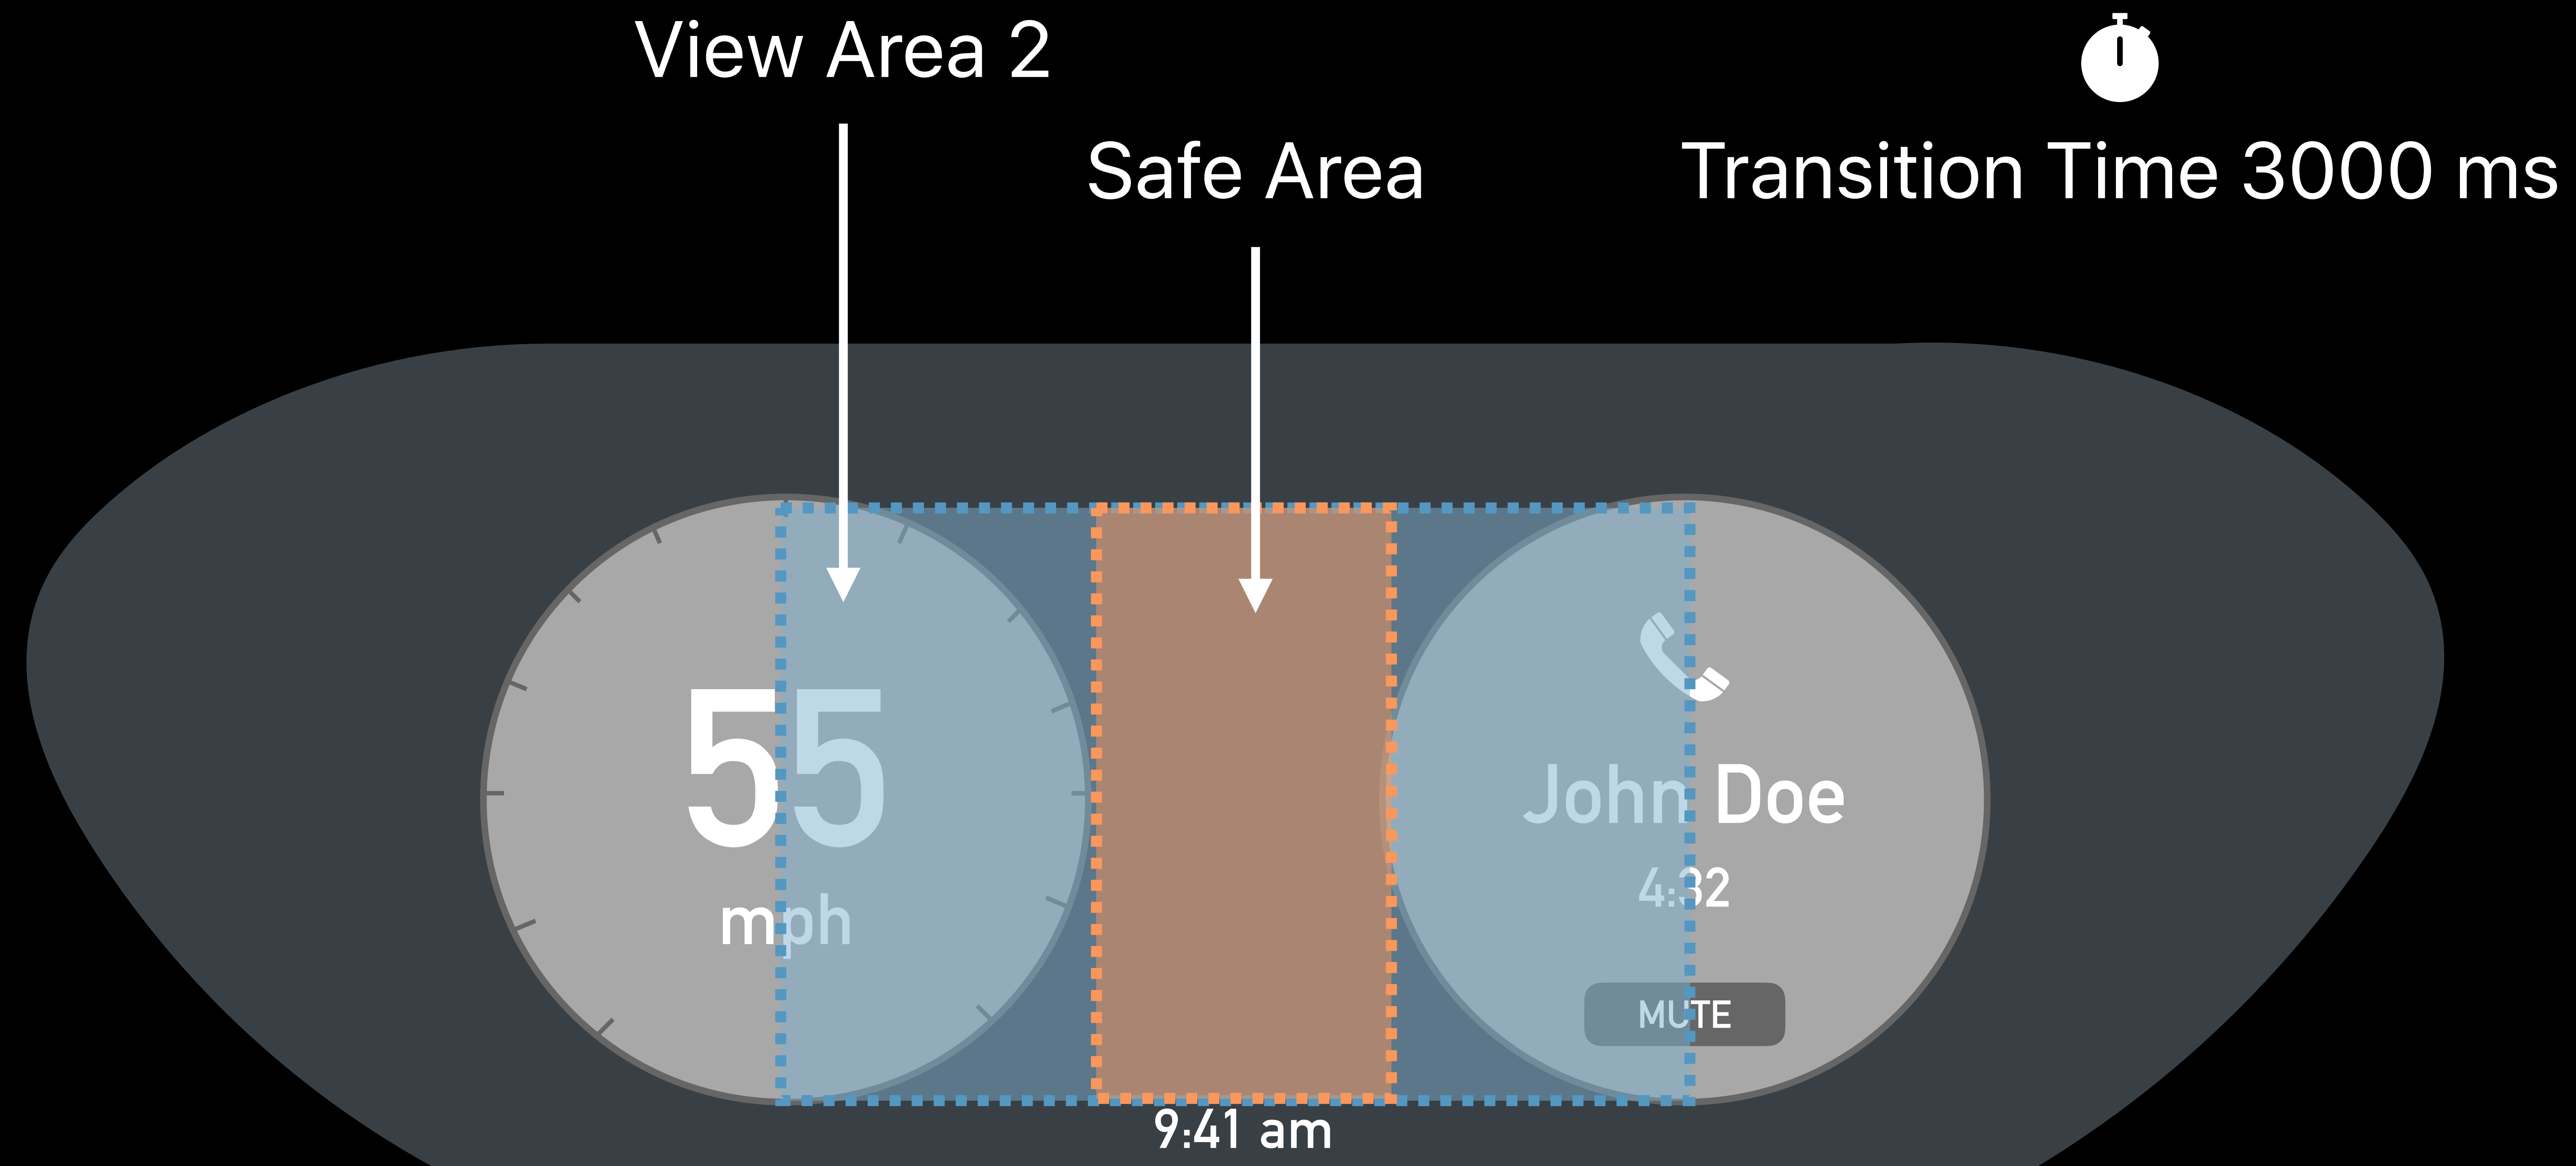 View Area 2
Safe Area
Transition Time 3000 ms
55
mph
John Doe
4:32
MUTE
9:41 am